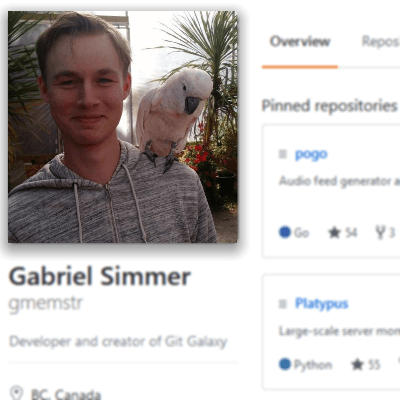 Overview
Pinned repositories
pogo
Audio feed generator a
Go 54 3
Platypus
Large-scale server mon
Python 55
Gabriel Simmer
gmemstr
Developer and creator of Git Galaxy
BC, Canada